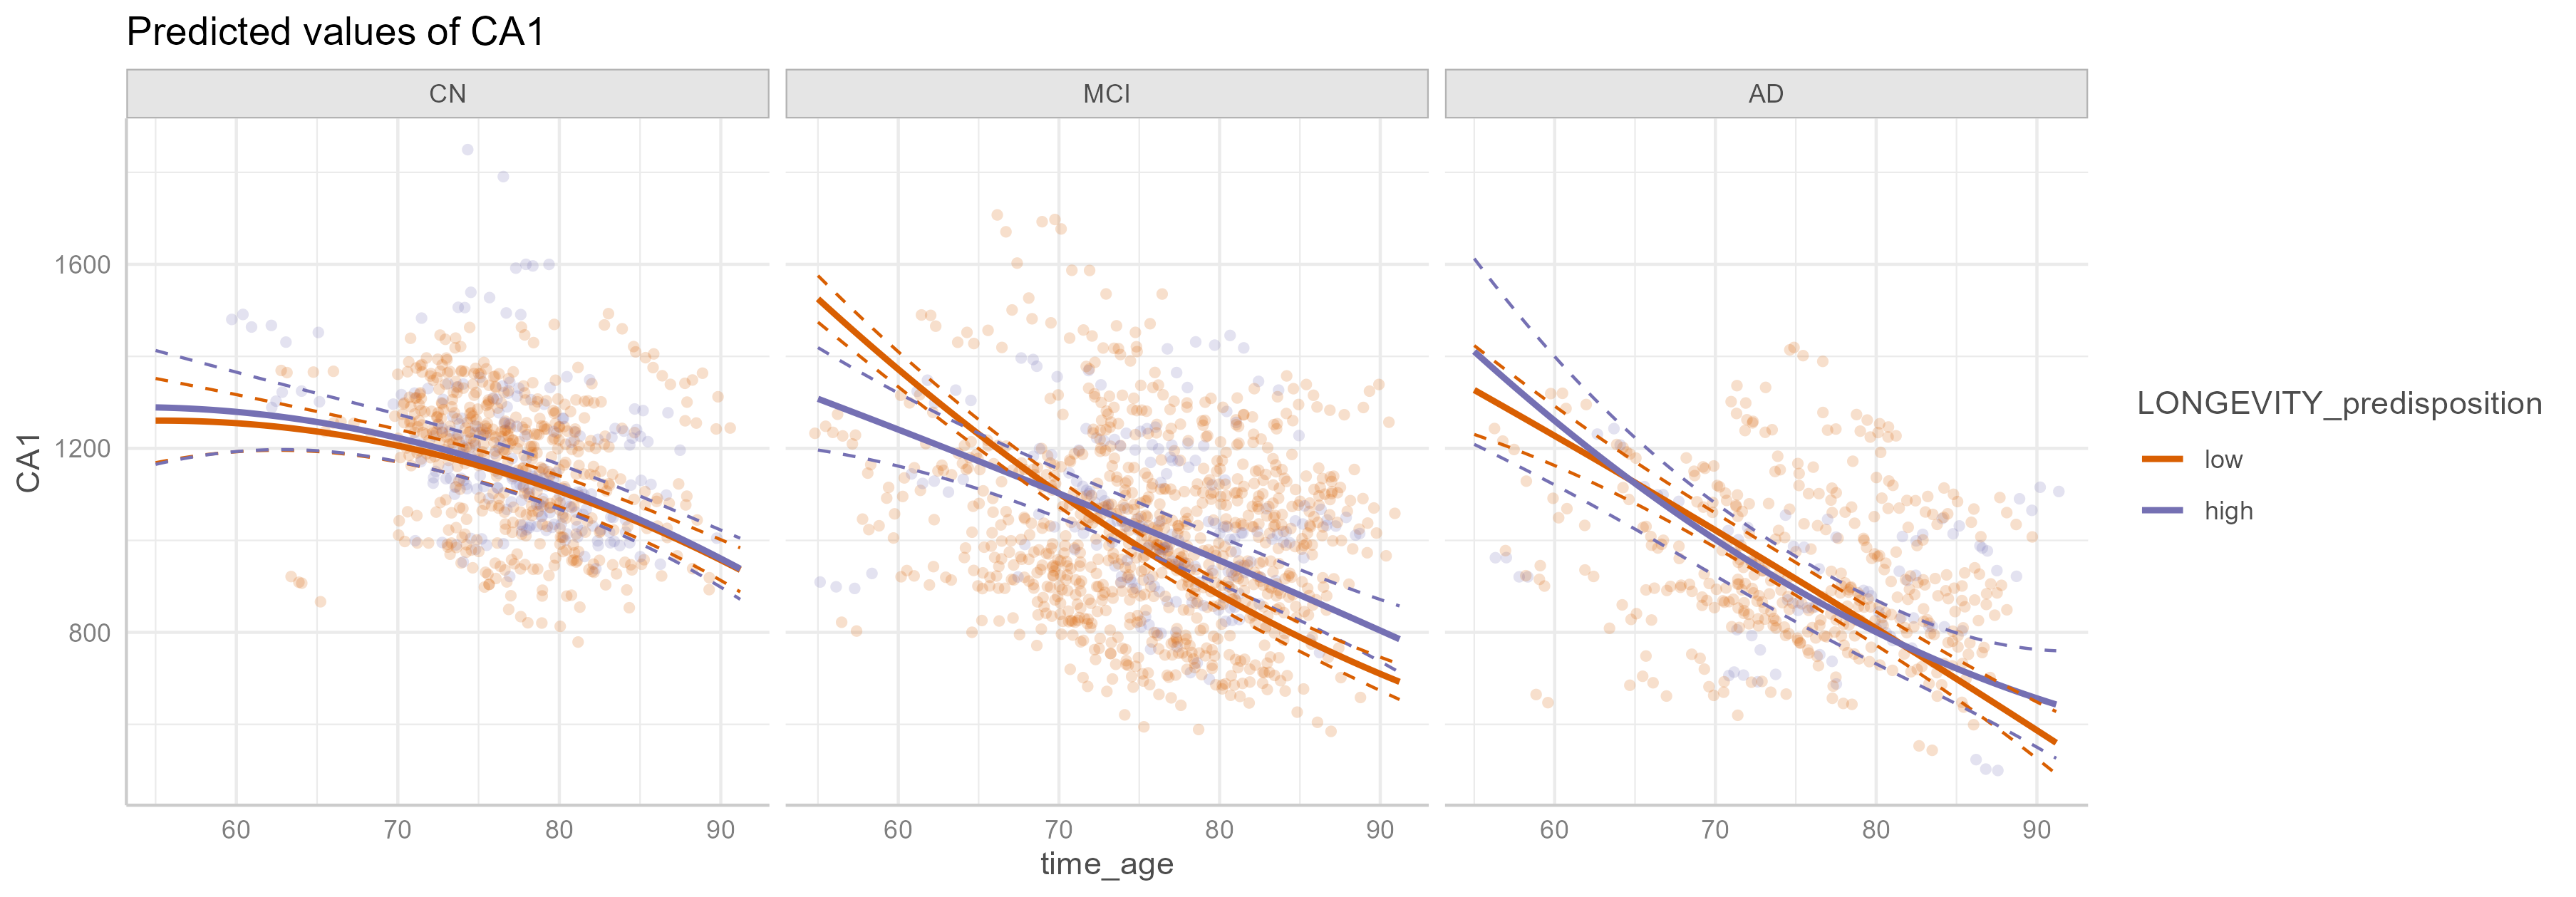 Predicted values of CA1
CN
MCI
AD
1600
1200
800
CA1
60 70 80 90
60 70 80 90
60 70 80 90
time_age
LONGEVITY_predisposition
low
high